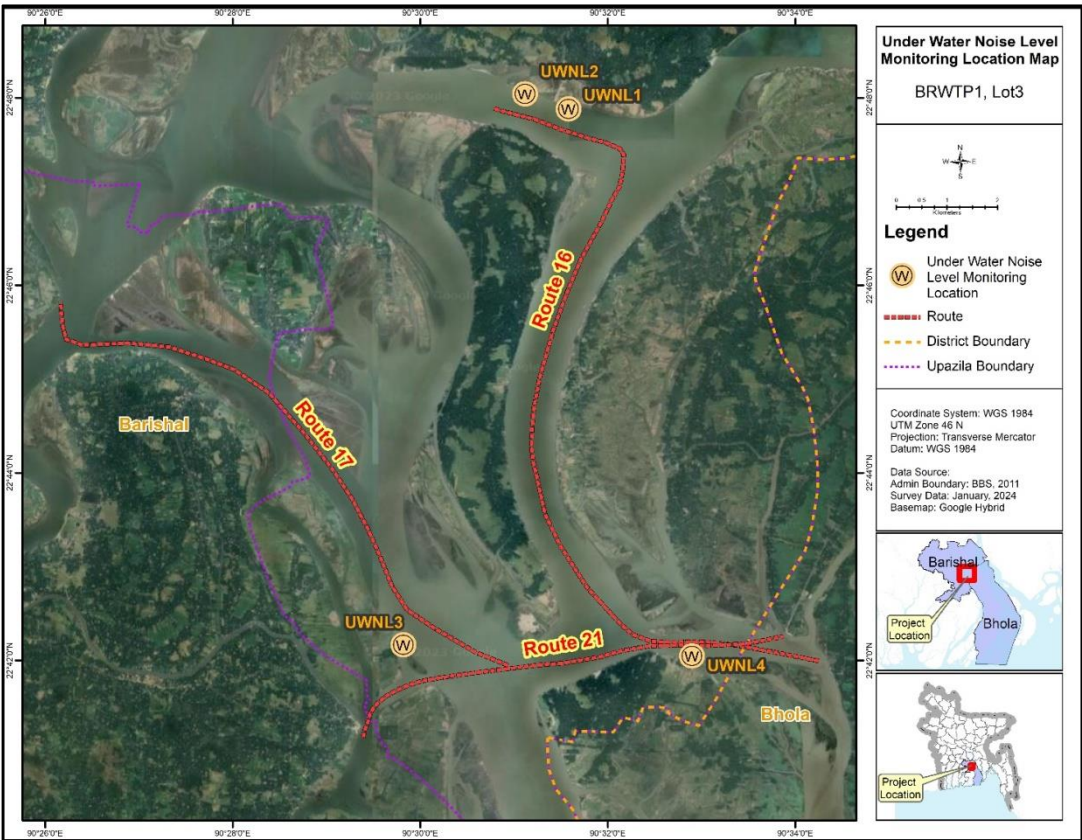 90°26'0"E 90°28'0"E 90°30'0"E 90°32'0"E 90°34'0"E
22°48'0"N
22°46'0"N
22°44'0"N
22°42'0"N
UWNL2
UWNL1
Route 16
Barishal
Route 17
UWNL3
Route 21
UWNL4
Bhola
22°48'0"N
22°46'0"N
22°44'0"N
22°42'0"N
90°26'0"E 90°28'0"E 90°30'0"E 90°32'0"E 90°34'0"E
Under Water Noise Level
Monitoring Location Map
BRWTP1, Lot3
N
W E
S
0 0.5 1 2
Kilometers
Legend
W
Under Water Noise
Level Monitoring
Location
Route
District Boundary
Upazila Boundary
Coordinate System: WGS 1984
UTM Zone 46 N
Projection: Transverse Mercator
Datum: WGS 1984
Data Source:
Admin Boundary: BBS, 2011
Survey Data: January, 2024
Basemap: Google Hybrid
Barishal
Project
Location
Bhola
Project
Location